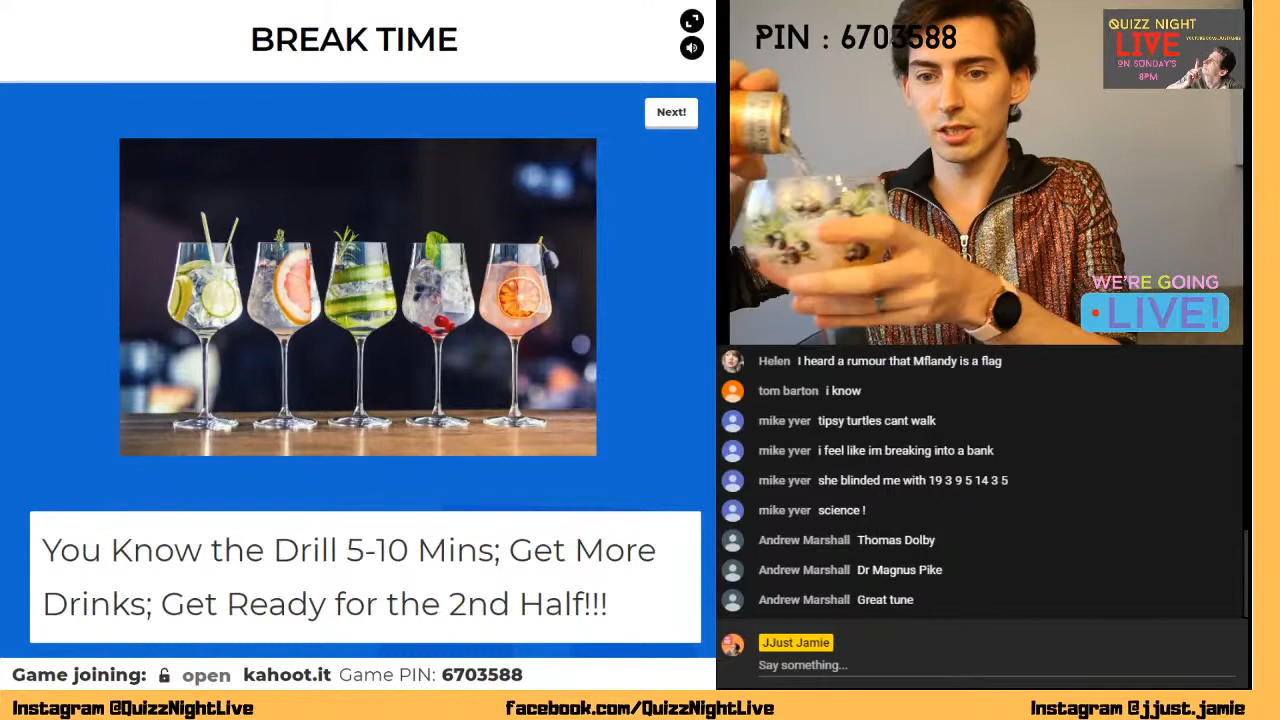 BREAK TIME
Next!
You Know the Drill 5-10 Mins; Get More
Drinks; Get Ready for the 2nd Half!!!
Game joining: open kahoot.it Game PIN: 6703588
PIN : 6703588
QUIZZ NIGHT
LIVE
ON SUNDAY'S
8PM
WE'RE GOING
LIVE!
Helen I heard a rumour that Mflandy is a flag
tom barton i know
mike yver tipsy turtles cant walk
mike yver i feel like im breaking into a bank
mike yver she blinded me with 19 3 9 5 14 3 5
mike yver science !
Andrew Marshall Thomas Dolby
Andrew Marshall Dr Magnus Pike
Andrew Marshall Great tune
JJust Jamie
Say something...
Instagram @QuizzNightLive
facebook.com/QuizzNightLive
Instagram @jjust.jamie